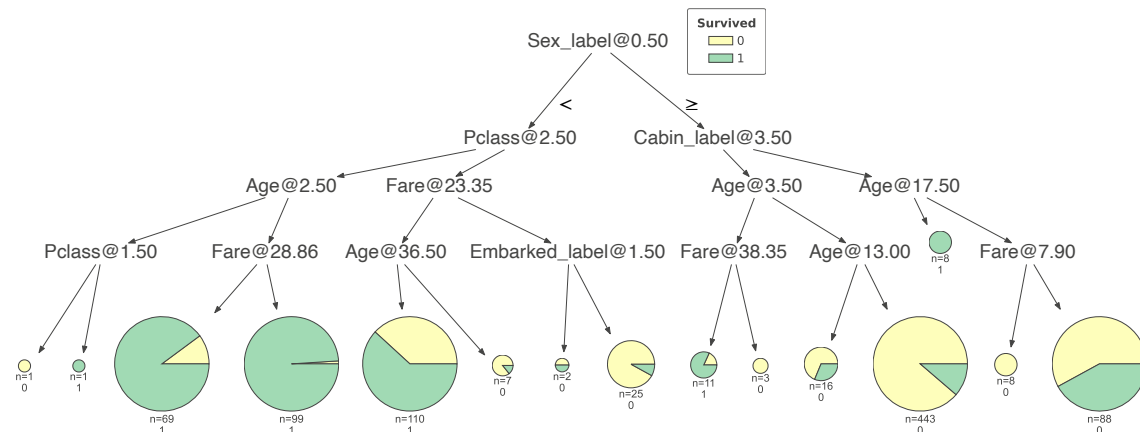 Survived
0
1
Sex_label@0.50
< ≥
Pclass@2.50 Cabin_label@3.50
Age@2.50 Fare@23.35 Age@3.50 Age@17.50
Pclass@1.50 Fare@28.86 Age@36.50 Embarked_label@1.50 Fare@38.35 Age@13.00 Fare@7.90
n=8
1
n=1 n=1 n=7 n=2 n=11 n=3 n=16 n=8
0 1 0 0 1 0 0 0
n=25
0
n=69 n=99 n=110 n=443 n=88
1 1 1 0 0